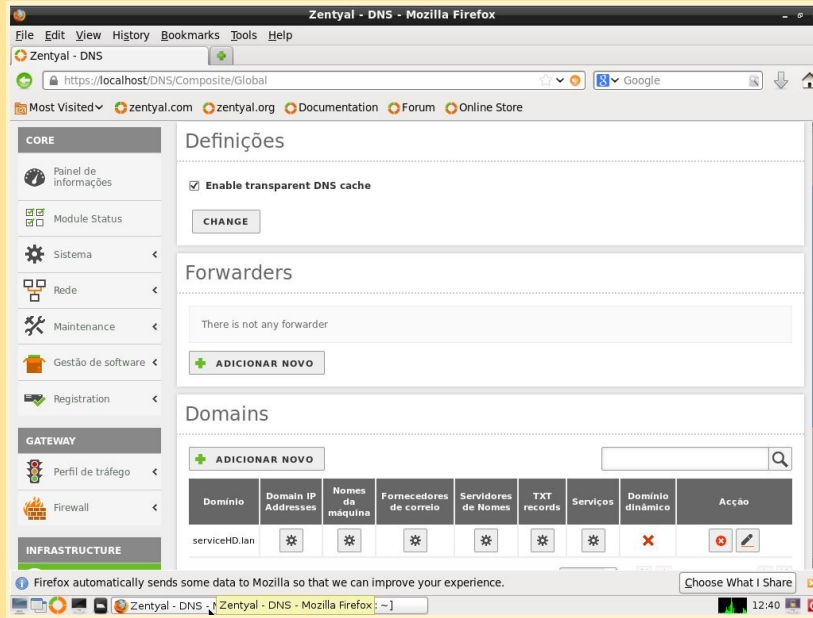 Zentyal - DNS - Mozilla Firefox
File Edit View History Bookmarks Tools Help
Zentyal - DNS
https://localhost/DNS/Composite/Global
Google
Most Visited zentyal.com zentyal.org Documentation Forum Online Store
CORE
Painel de informações
Module Status
Sistema
Rede
Maintenance
Gestão de software
Registration
GATEWAY
Perfil de tráfego
Firewall
INFRASTRUCTURE
Definições
Enable transparent DNS cache
CHANGE
Forwarders
There is not any forwarder
ADICIONAR NOVO
Domains
ADICIONAR NOVO
Domínio Domain IP Addresses Nomes da máquina Fornecedores de correio Servidores de Nomes TXT records Serviços Domínio dinâmico Acção
serviceHD.lan
Firefox automatically sends some data to Mozilla so that we can improve your experience.
Choose What I Share
Zentyal - DNS - Zentyal - DNS - Mozilla Firefox : ~]
12:40